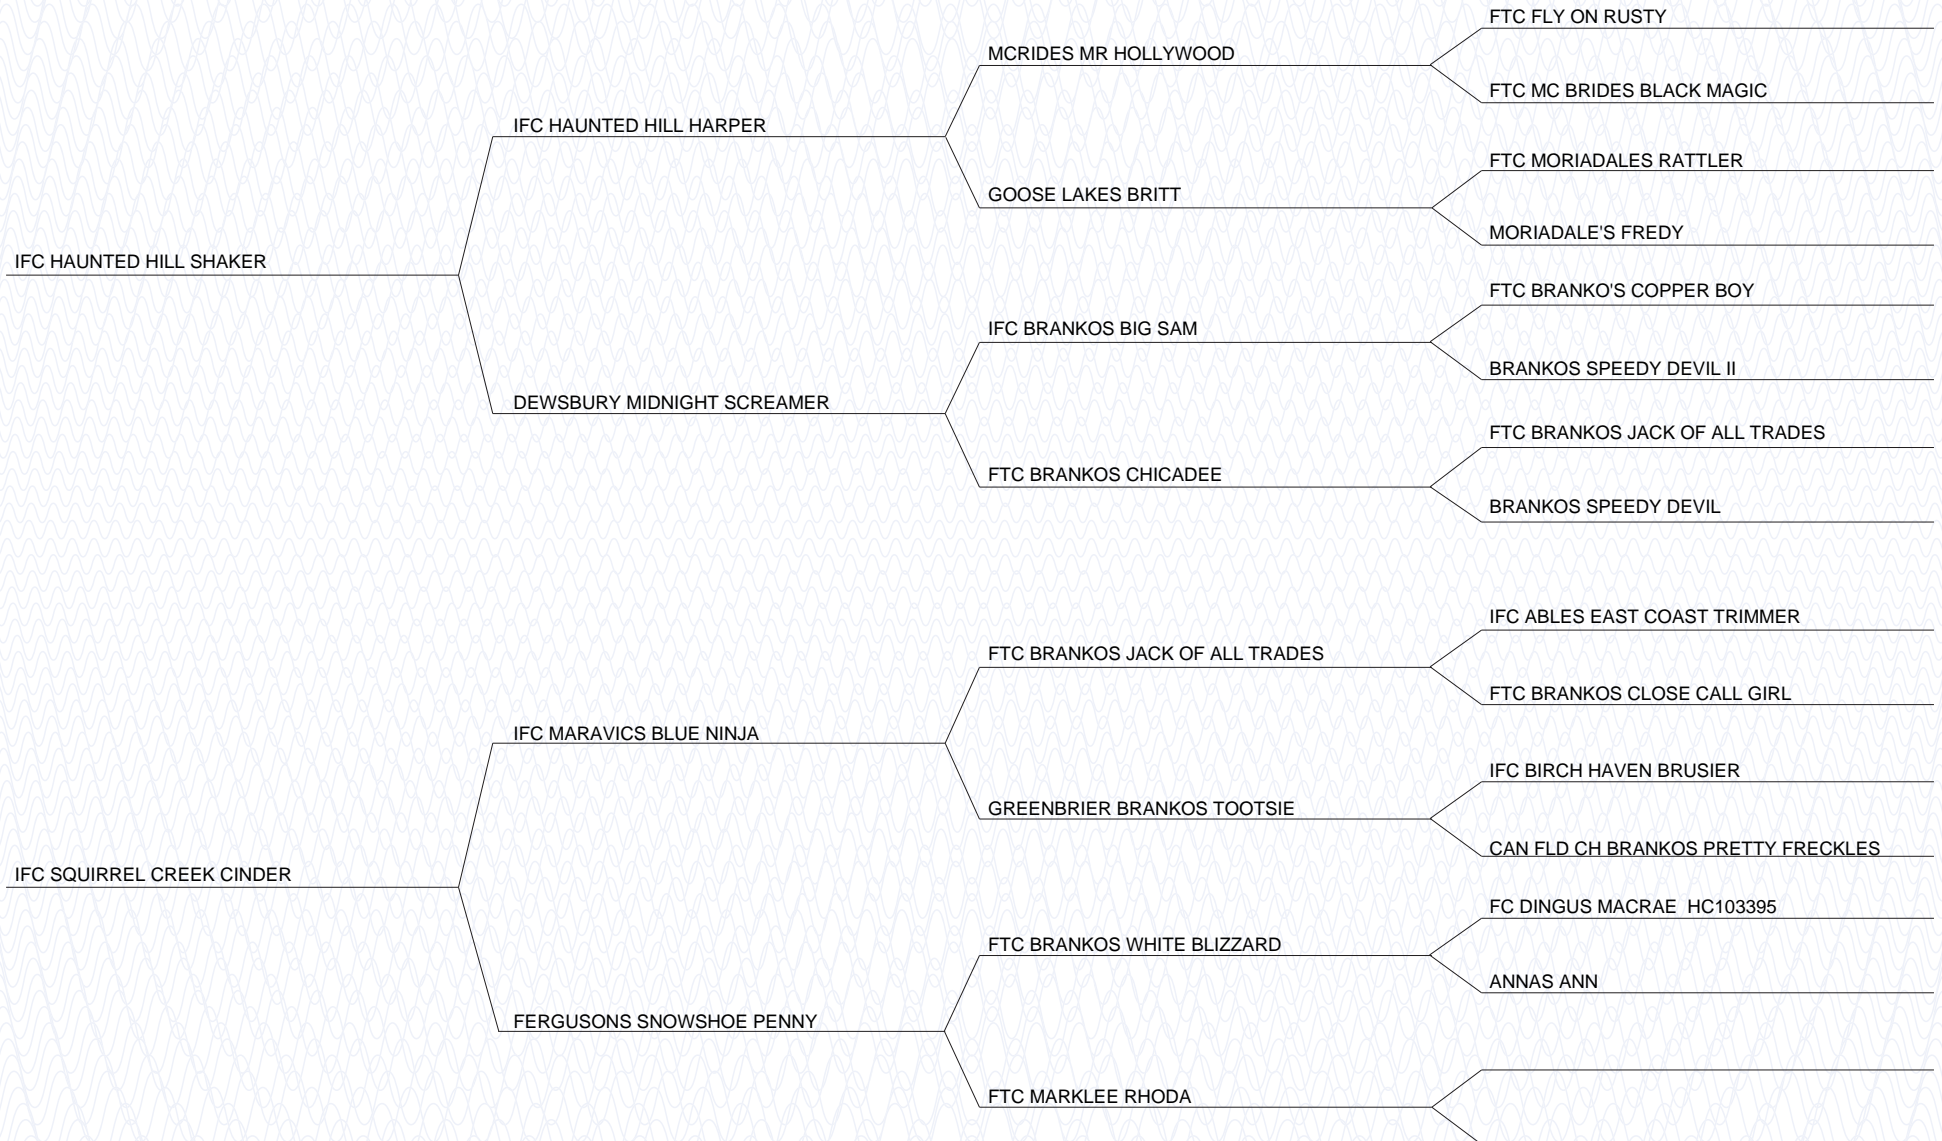 FTC FLY ON RUSTY
MCRIDES MR HOLLYWOOD
FTC MC BRIDES BLACK MAGIC
IFC HAUNTED HILL HARPER
FTC MORIADALES RATTLER
GOOSE LAKES BRITT
MORIADALE'S FREDY
IFC HAUNTED HILL SHAKER
FTC BRANKO'S COPPER BOY
IFC BRANKOS BIG SAM
BRANKOS SPEEDY DEVIL II
DEWSBURY MIDNIGHT SCREAMER
FTC BRANKOS JACK OF ALL TRADES
FTC BRANKOS CHICADEE
BRANKOS SPEEDY DEVIL
IFC ABLES EAST COAST TRIMMER
FTC BRANKOS JACK OF ALL TRADES
FTC BRANKOS CLOSE CALL GIRL
IFC MARAVICS BLUE NINJA
IFC BIRCH HAVEN BRUSIER
GREENBRIER BRANKOS TOOTSIE
CAN FLD CH BRANKOS PRETTY FRECKLES
IFC SQUIRREL CREEK CINDER
FC DINGUS MACRAE  HC103395
FTC BRANKOS WHITE BLIZZARD
ANNAS ANN
FERGUSONS SNOWSHOE PENNY
FTC MARKLEE RHODA